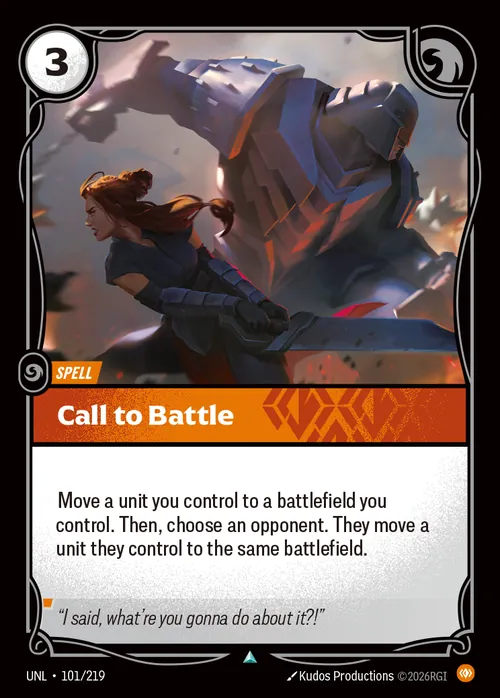 3
SPELL
Call to Battle
Move a unit you control to a battlefield you
control. Then, choose an opponent. They move a
unit they control to the same battlefield.
“I said, what’re you gonna do about it?!”
UNL • 101/219
Kudos Productions ©2026RGI